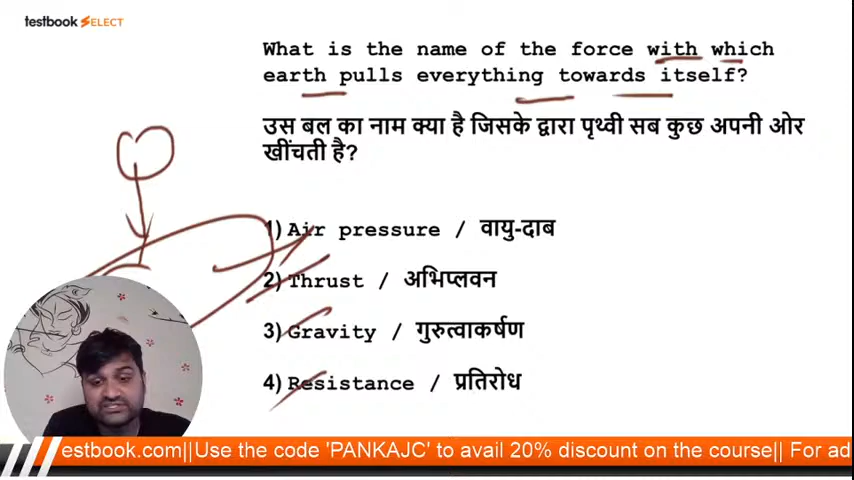 testbook SELECT
What is the name of the force with which
earth pulls everything towards itself?
उस बल का नाम क्या है जिसके द्वारा पृथ्वी सब कुछ अपनी ओर
खींचती है?
1) Air pressure / वायु-दाब
2) Thrust / अभिप्लवन
3) Gravity / गुरुत्वाकर्षण
4) Resistance / प्रतिरोध
estbook.com||Use the code 'PANKAJC' to avail 20% discount on the course|| For ad